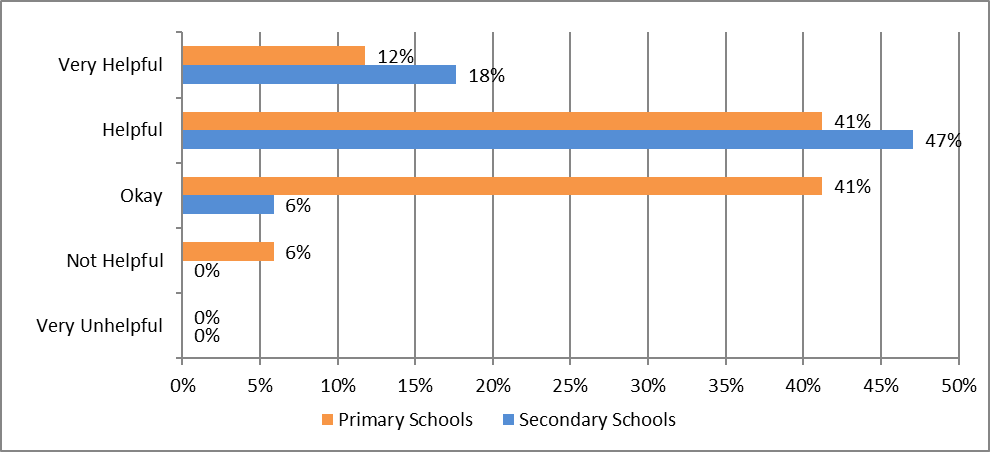 Very Helpful
12%
18%
Helpful
41%
47%
Okay
41%
6%
Not Helpful
6%
0%
Very Unhelpful
0%
0%
0% 5% 10% 15% 20% 25% 30% 35% 40% 45% 50%
Primary Schools Secondary Schools